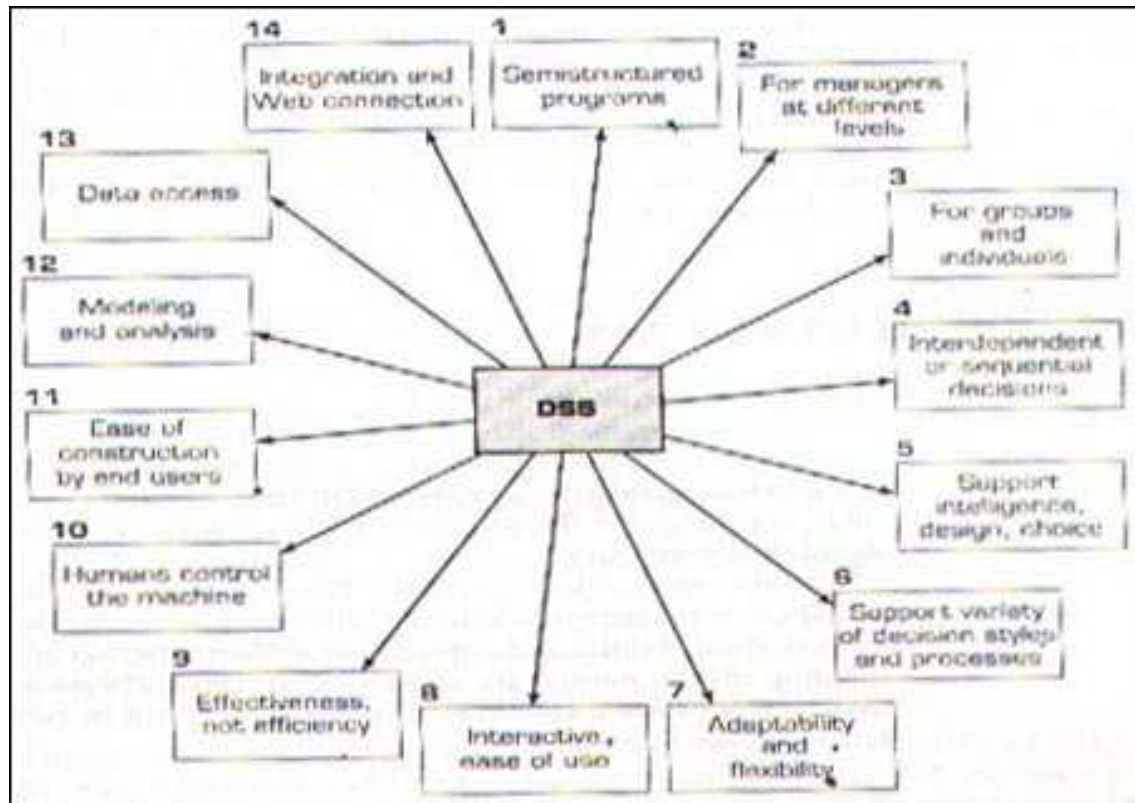 14
Integration and
Web connection
1
Semistructured
programs
2
For managers
at different
levels
13
Data access
3
For groups
and
individuals
12
Modeling
and analysis
4
Interdependent
or sequential
decisions
DSS
11
Ease of
construction
by end users
5
Support
intelligence,
design, choice
10
Humans control
the machine
6
Support variety
of decision styles
and processes
9
Effectiveness,
not efficiency
8
Interactive,
ease of use
7
Adaptability
and
flexibility